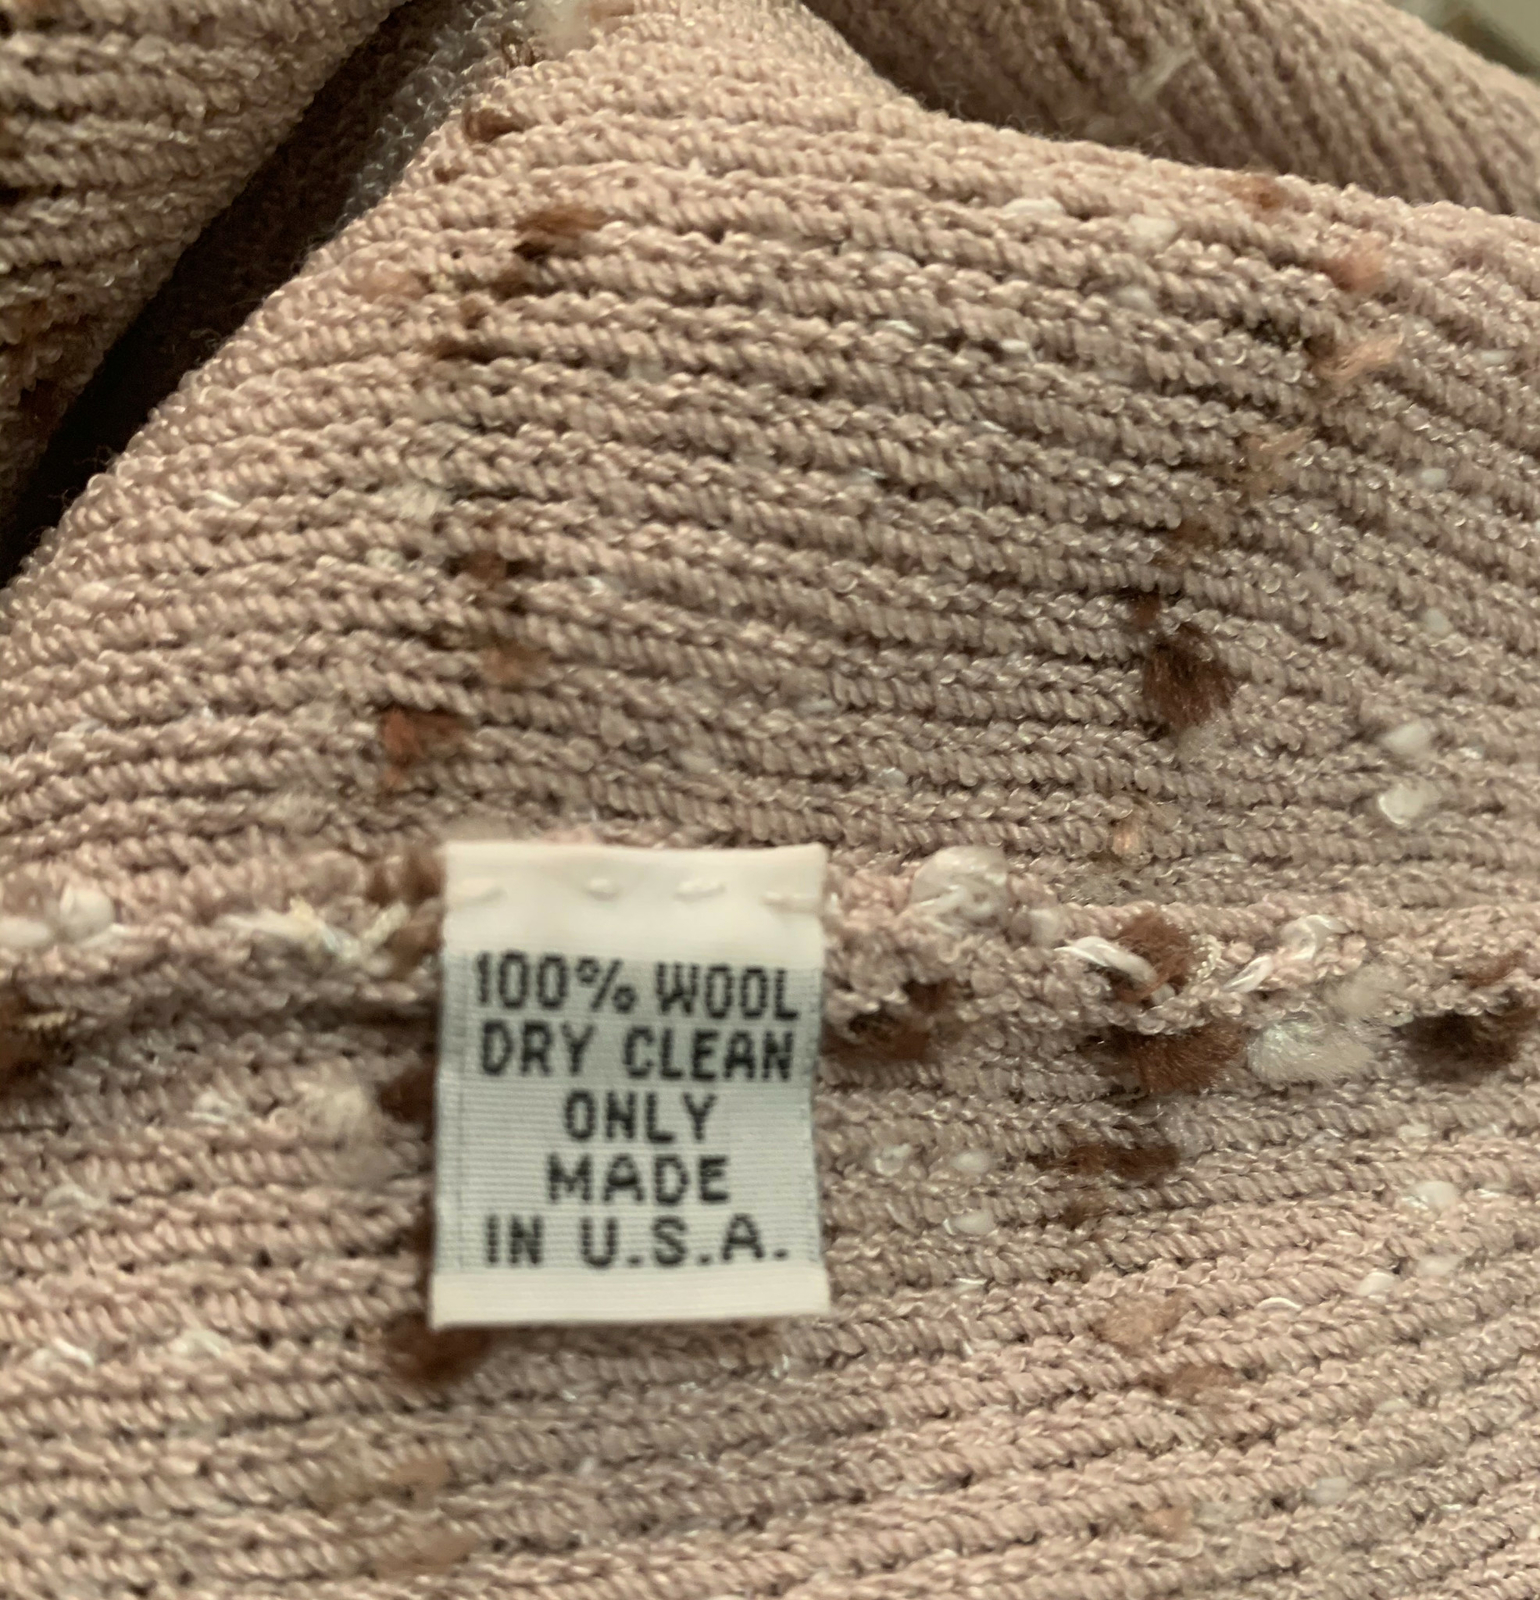 100% WOOL
DRY CLEAN
ONLY
MADE
IN U.S.A.